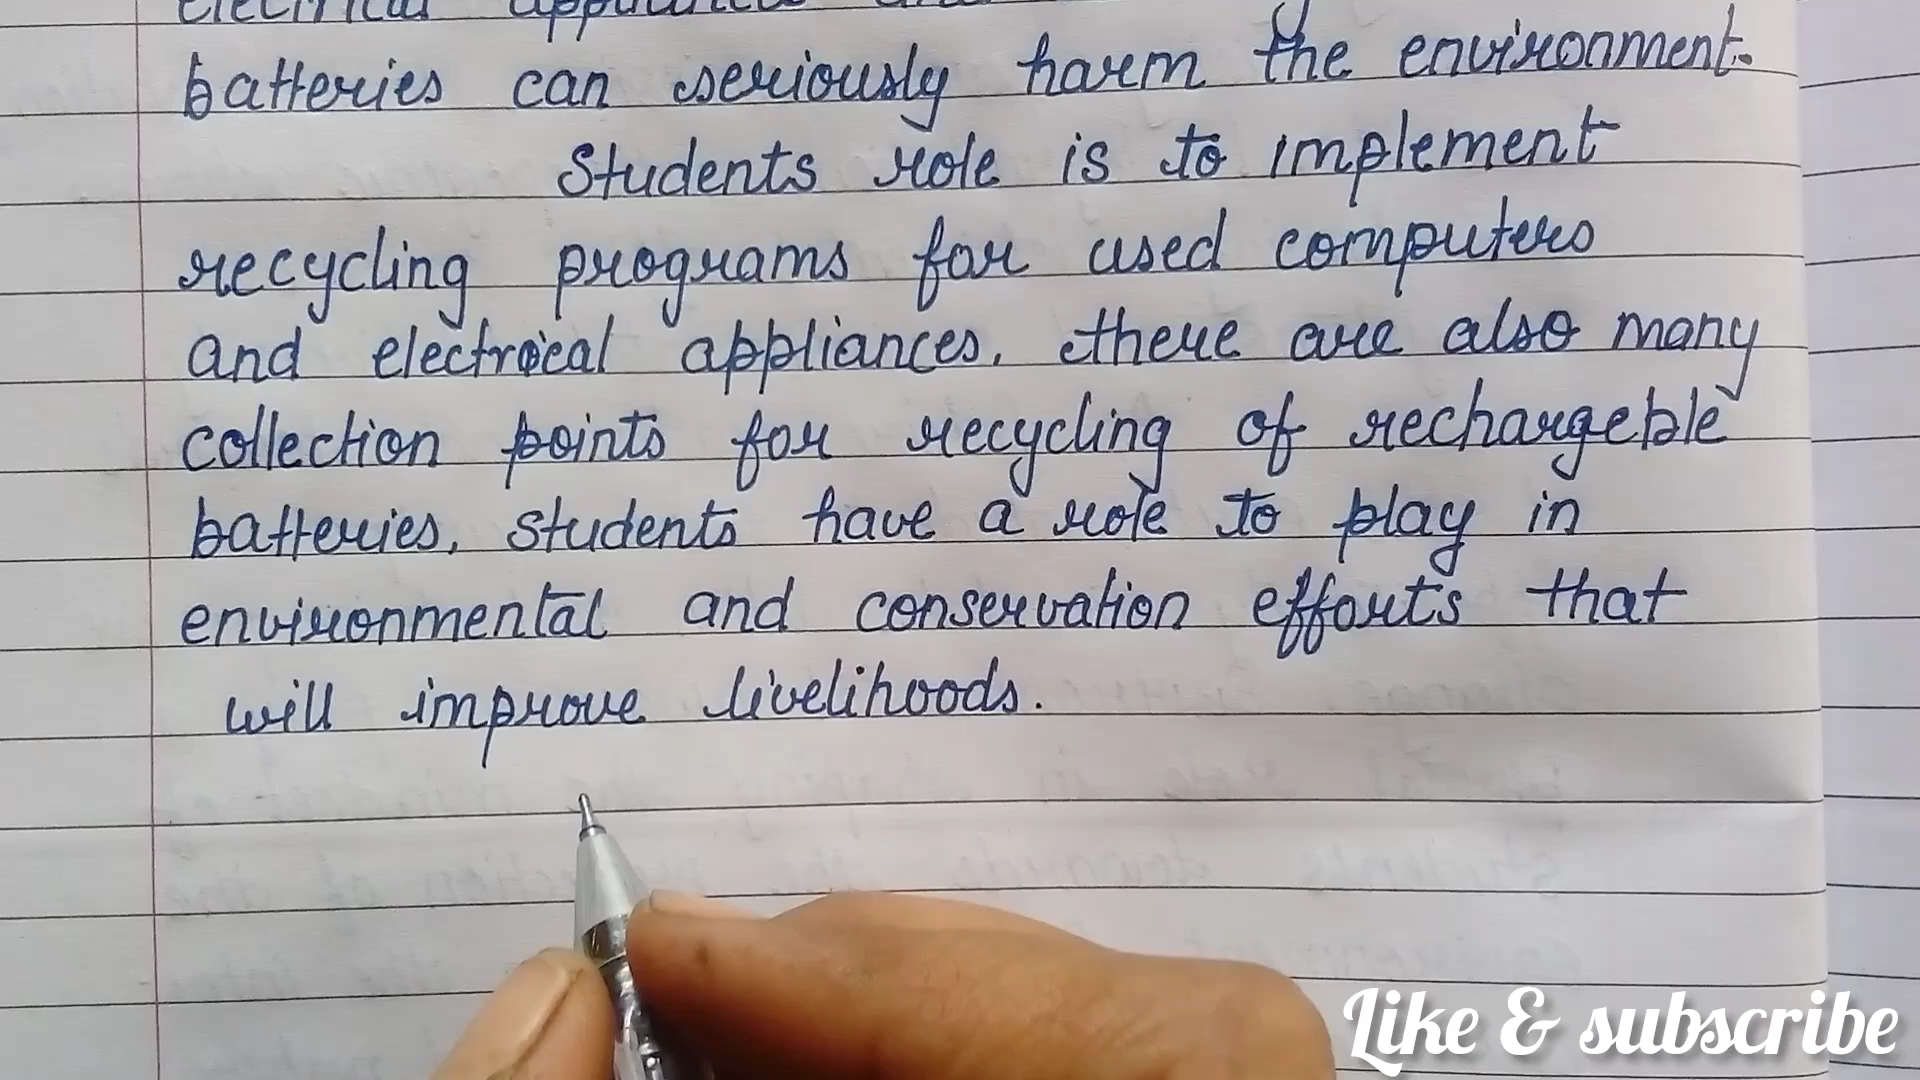 electrical appliances
batteries can seriously harm the environment.
Students role is to implement
recycling programs for used computers
and electrical appliances. there are also many
collection points for recycling of rechargeble
batteries. students have a role to play in
environmental and conservation efforts that
will improve livelihoods.
Like & subscribe